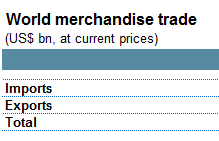 World merchandise trade
(US$ bn, at current prices)
Imports
Exports
Total